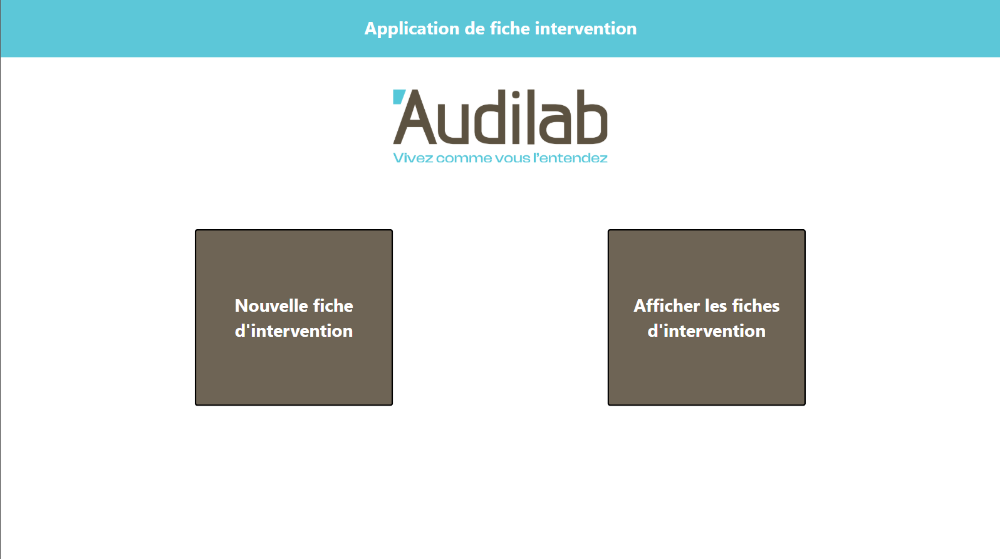 Application de fiche intervention
Audilab
Vivez comme vous l'entendez
Nouvelle fiche
d'intervention
Afficher les fiches
d'intervention